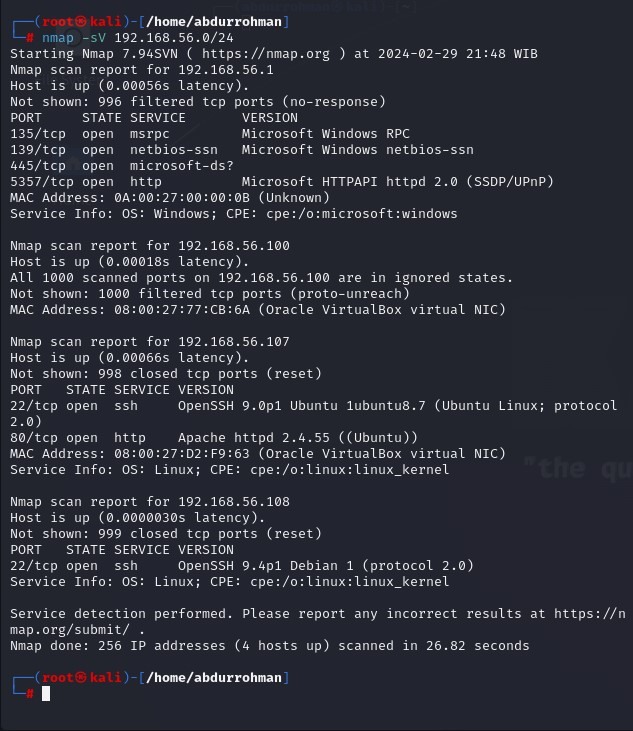 ┌──(root㉿kali)-[/home/abdurrohman]
└─# nmap -sV 192.168.56.0/24
Starting Nmap 7.94SVN ( https://nmap.org ) at 2024-02-29 21:48 WIB
Nmap scan report for 192.168.56.1
Host is up (0.00056s latency).
Not shown: 996 filtered tcp ports (no-response)
PORT     STATE SERVICE      VERSION
135/tcp  open  msrpc        Microsoft Windows RPC
139/tcp  open  netbios-ssn  Microsoft Windows netbios-ssn
445/tcp  open  microsoft-ds?
5357/tcp open  http         Microsoft HTTPAPI httpd 2.0 (SSDP/UPnP)
MAC Address: 0A:00:27:00:00:0B (Unknown)
Service Info: OS: Windows; CPE: cpe:/o:microsoft:windows

Nmap scan report for 192.168.56.100
Host is up (0.00018s latency).
All 1000 scanned ports on 192.168.56.100 are in ignored states.
Not shown: 1000 filtered tcp ports (proto-unreach)
MAC Address: 08:00:27:77:CB:6A (Oracle VirtualBox virtual NIC)

Nmap scan report for 192.168.56.107
Host is up (0.00066s latency).
Not shown: 998 closed tcp ports (reset)
PORT   STATE SERVICE VERSION
22/tcp open  ssh     OpenSSH 9.0p1 Ubuntu 1ubuntu8.7 (Ubuntu Linux; protocol
2.0)
80/tcp open  http    Apache httpd 2.4.55 ((Ubuntu))
MAC Address: 08:00:27:D2:F9:63 (Oracle VirtualBox virtual NIC)
Service Info: OS: Linux; CPE: cpe:/o:linux:linux_kernel
"the qu

Nmap scan report for 192.168.56.108
Host is up (0.0000030s latency).
Not shown: 999 closed tcp ports (reset)
PORT   STATE SERVICE VERSION
22/tcp open  ssh     OpenSSH 9.4p1 Debian 1 (protocol 2.0)
Service Info: OS: Linux; CPE: cpe:/o:linux:linux_kernel

Service detection performed. Please report any incorrect results at https://n
map.org/submit/ .
Nmap done: 256 IP addresses (4 hosts up) scanned in 26.82 seconds

┌──(root㉿kali)-[/home/abdurrohman]
└─#